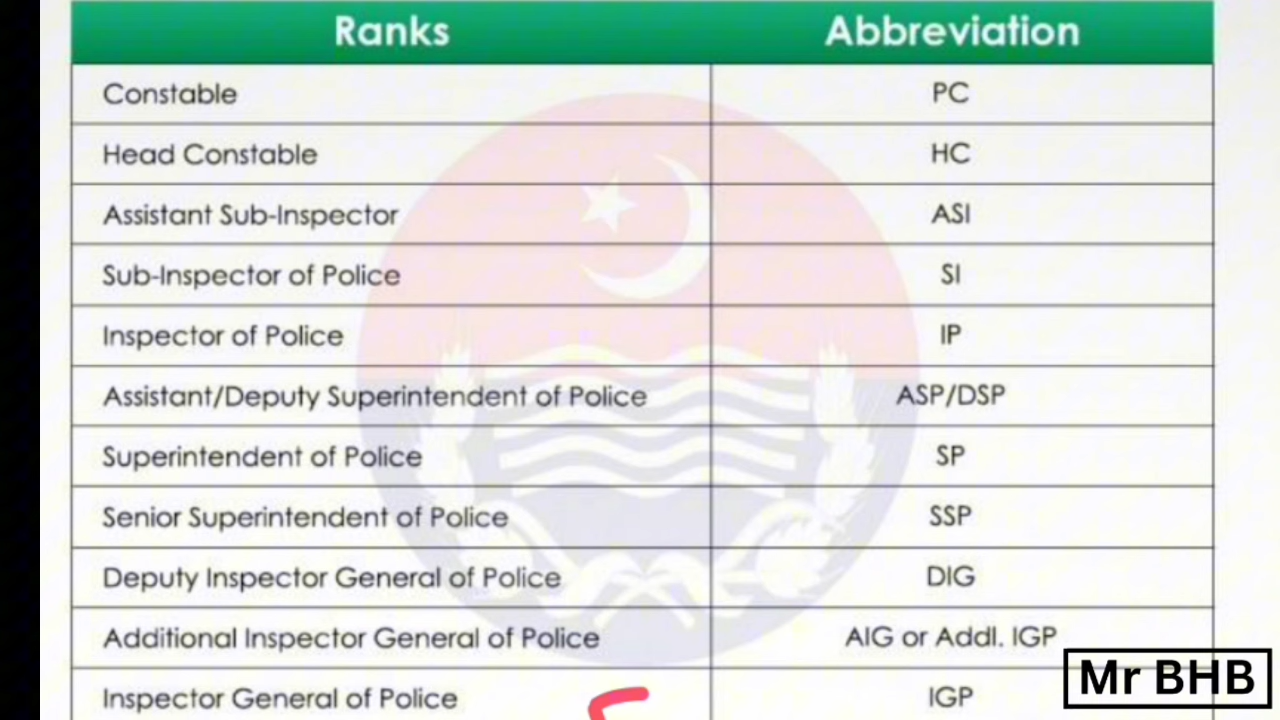 Ranks Abbreviation
Constable PC
Head Constable HC
Assistant Sub-Inspector ASI
Sub-Inspector of Police SI
Inspector of Police IP
Assistant/Deputy Superintendent of Police ASP/DSP
Superintendent of Police SP
Senior Superintendent of Police SSP
Deputy Inspector General of Police DIG
Additional Inspector General of Police AIG or Addl. IGP
Inspector General of Police IGP
Mr BHB